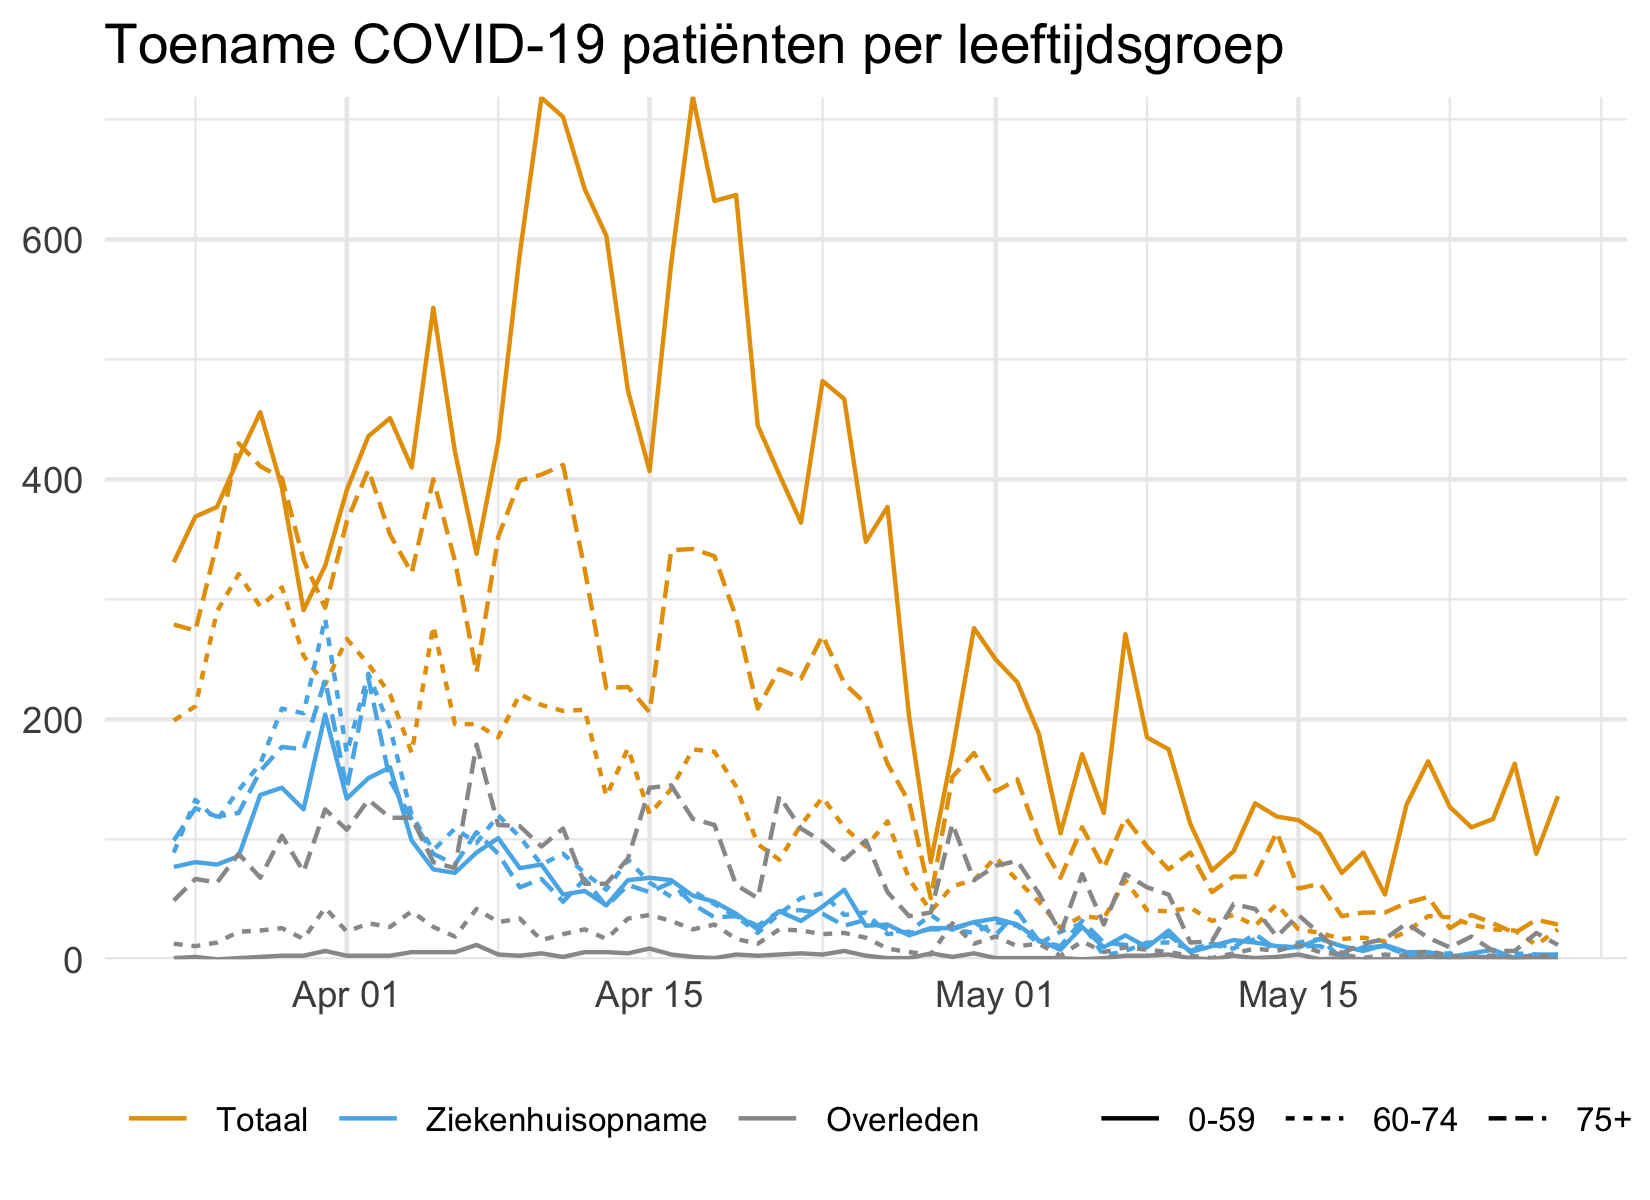 Toename COVID-19 patiënten per leeftijdsgroep
600
400
200
0
Apr 01 Apr 15 May 01 May 15
Totaal Ziekenhuisopname Overleden 0-59 60-74 75+